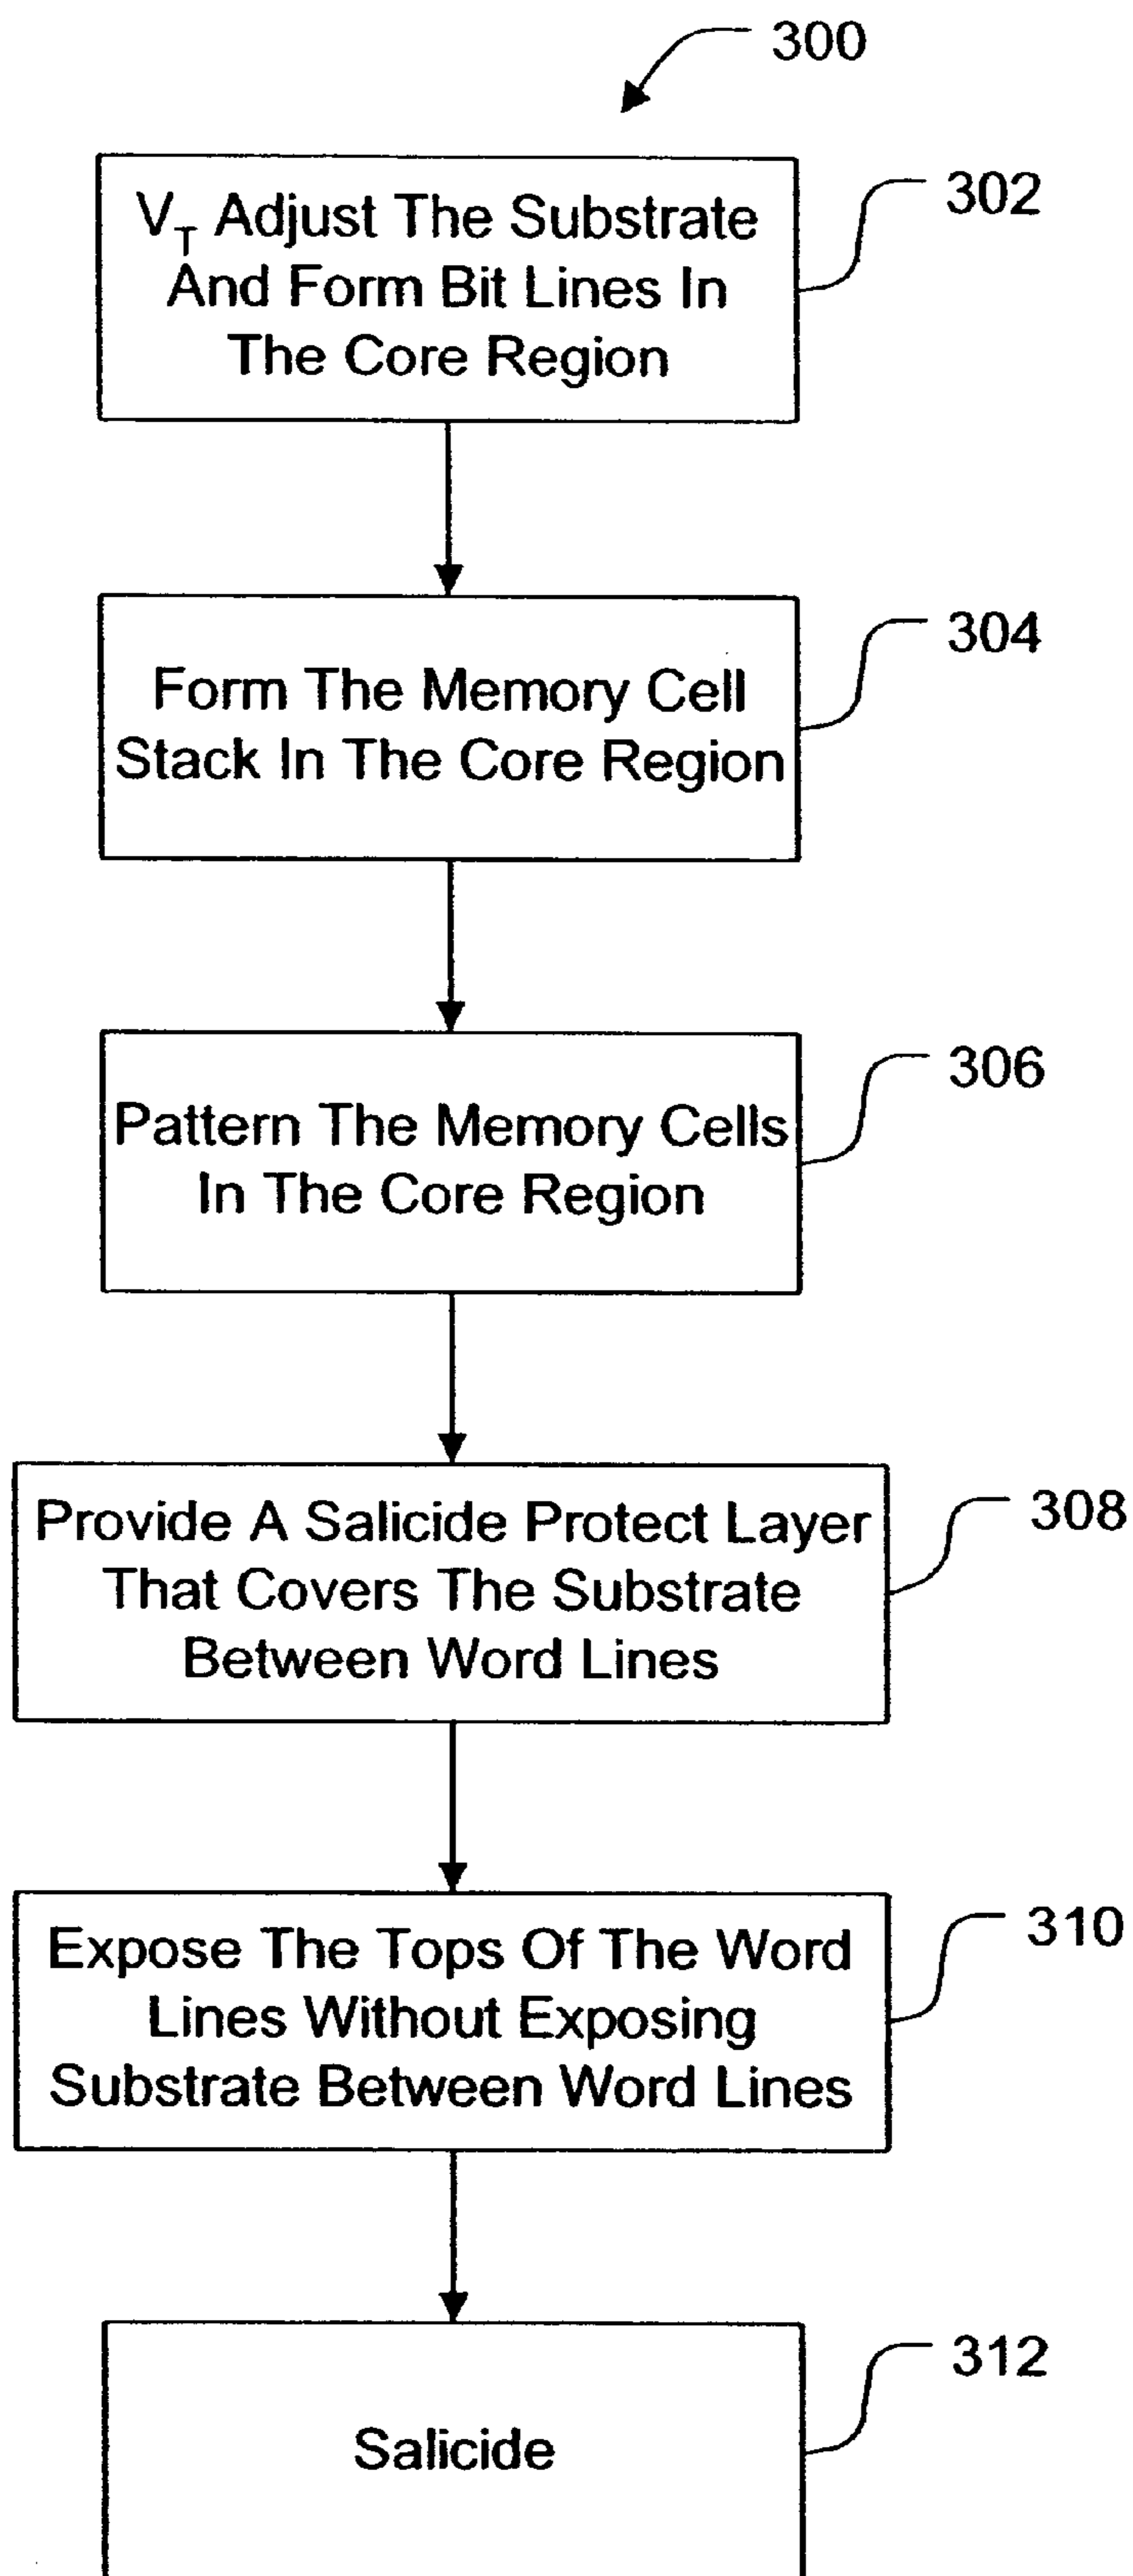 300
V_T Adjust The Substrate
And Form Bit Lines In
The Core Region
302
Form The Memory Cell
Stack In The Core Region
304
Pattern The Memory Cells
In The Core Region
306
Provide A Salicide Protect Layer
That Covers The Substrate
Between Word Lines
308
Expose The Tops Of The Word
Lines Without Exposing
Substrate Between Word Lines
310
Salicide
312